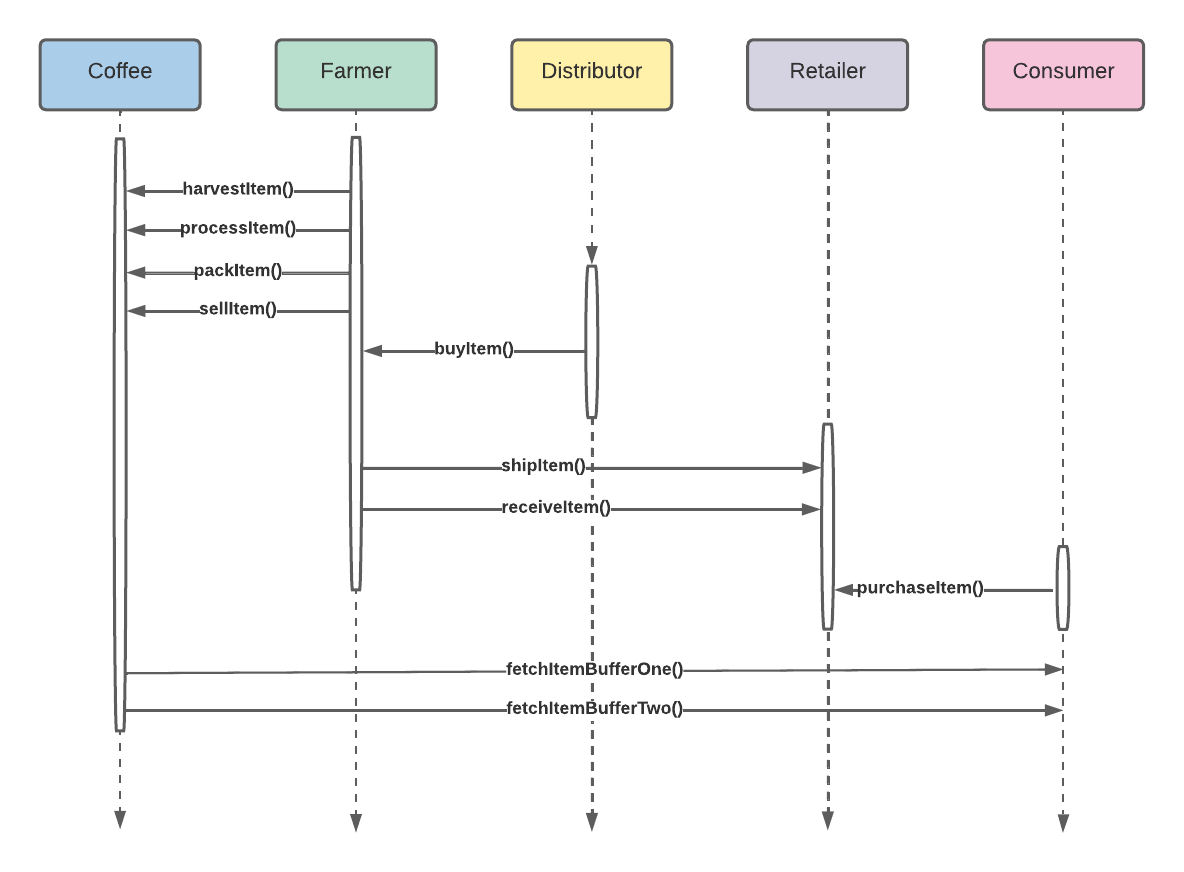 Coffee
Farmer
Distributor
Retailer
Consumer
harvestItem()
processItem()
packItem()
sellItem()
buyItem()
shipItem()
receiveItem()
purchaseItem()
fetchItemBufferOne()
fetchItemBufferTwo()